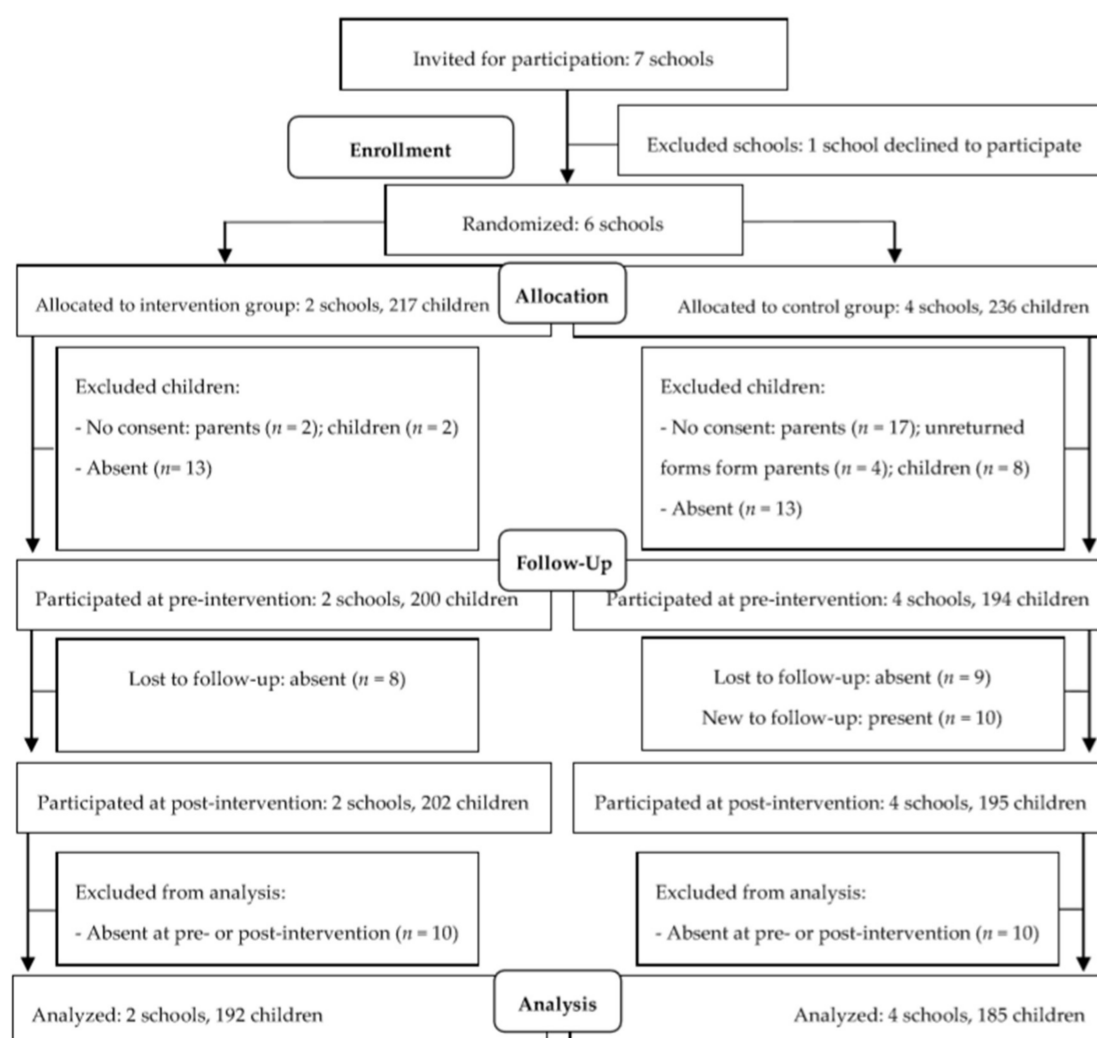 Invited for participation: 7 schools
Excluded schools: 1 school declined to participate
Enrollment
Randomized: 6 schools
Allocation
Allocated to intervention group: 2 schools, 217 children
Allocated to control group: 4 schools, 236 children
Excluded children:
- No consent: parents (n = 2); children (n = 2)
- Absent (n= 13)
Excluded children:
- No consent: parents (n = 17); unreturned
forms form parents (n = 4); children (n = 8)
- Absent (n = 13)
Follow-Up
Participated at pre-intervention: 2 schools, 200 children
Participated at pre-intervention: 4 schools, 194 children
Lost to follow-up: absent (n = 8)
Lost to follow-up: absent (n = 9)
New to follow-up: present (n = 10)
Participated at post-intervention: 2 schools, 202 children
Participated at post-intervention: 4 schools, 195 children
Excluded from analysis:
- Absent at pre- or post-intervention (n = 10)
Excluded from analysis:
- Absent at pre- or post-intervention (n = 10)
Analysis
Analyzed: 2 schools, 192 children
Analyzed: 4 schools, 185 children